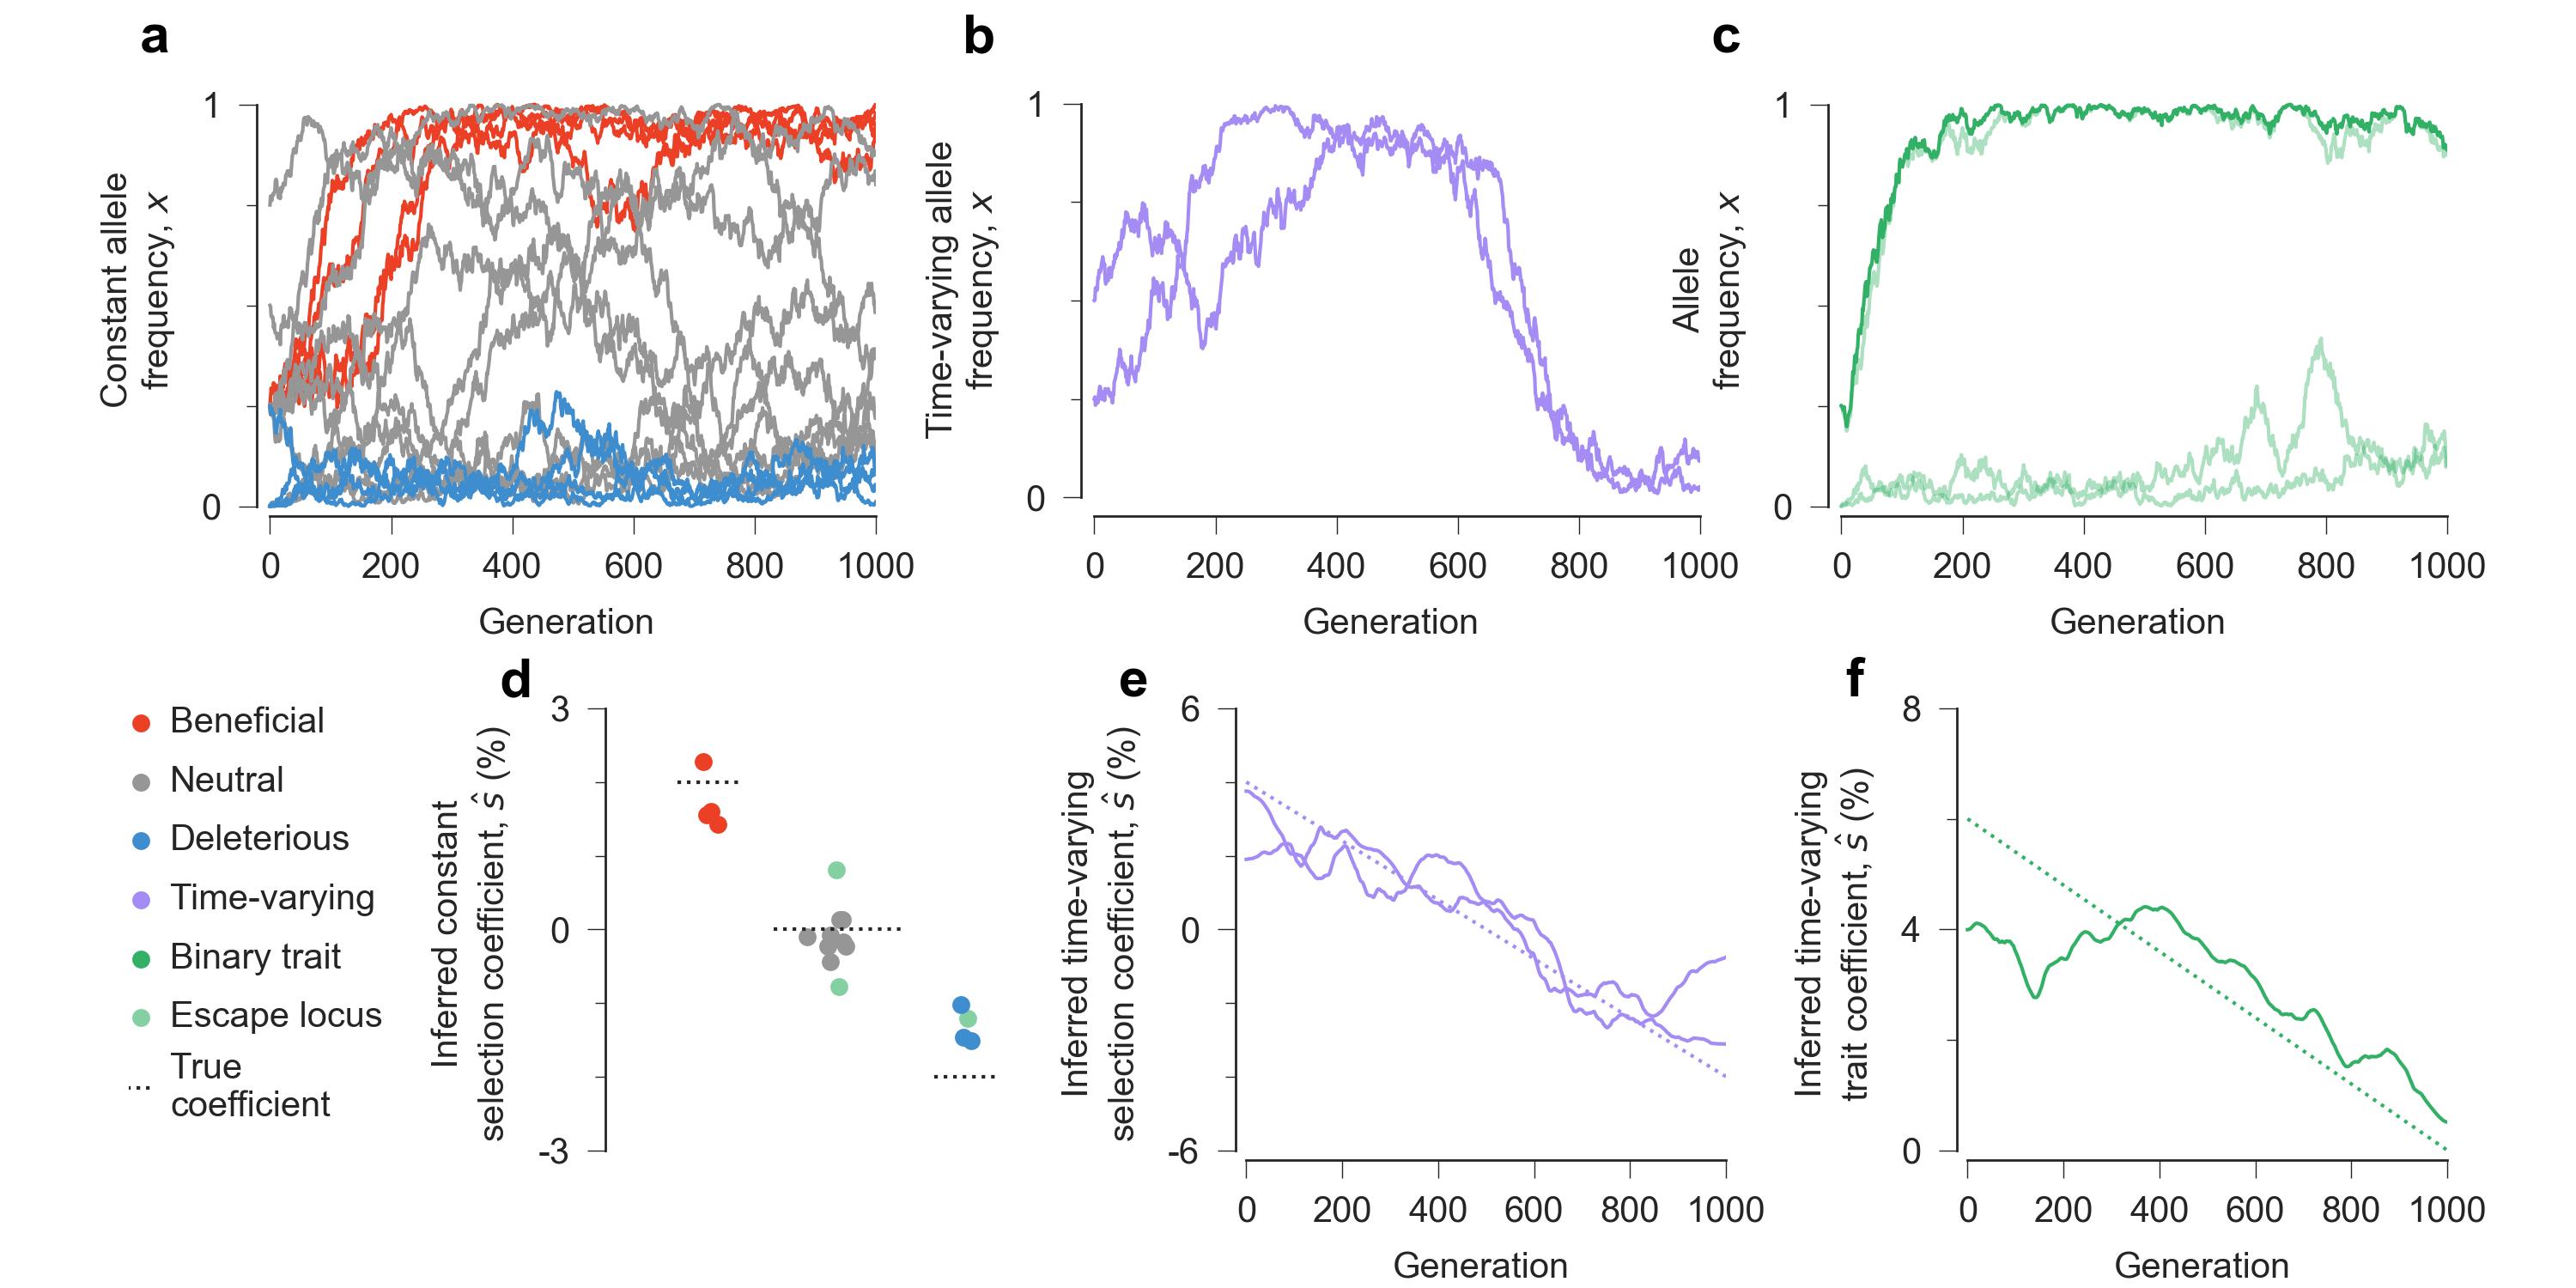 a
Constant allele
frequency, x
1
0
0 200 400 600 800 1000
Generation
b
Time-varying allele
frequency, x
1
0
0 200 400 600 800 1000
Generation
c
Allele
frequency, x
1
0
0 200 400 600 800 1000
Generation
Beneficial
Neutral
Deleterious
Time-varying
Binary trait
Escape locus
True
coefficient
d
Inferred constant
selection coefficient, ŝ (%)
3
0
-3
e
Inferred time-varying
selection coefficient, ŝ (%)
6
0
-6
0 200 400 600 800 1000
Generation
f
Inferred time-varying
trait coefficient, ŝ (%)
8
4
0
0 200 400 600 800 1000
Generation